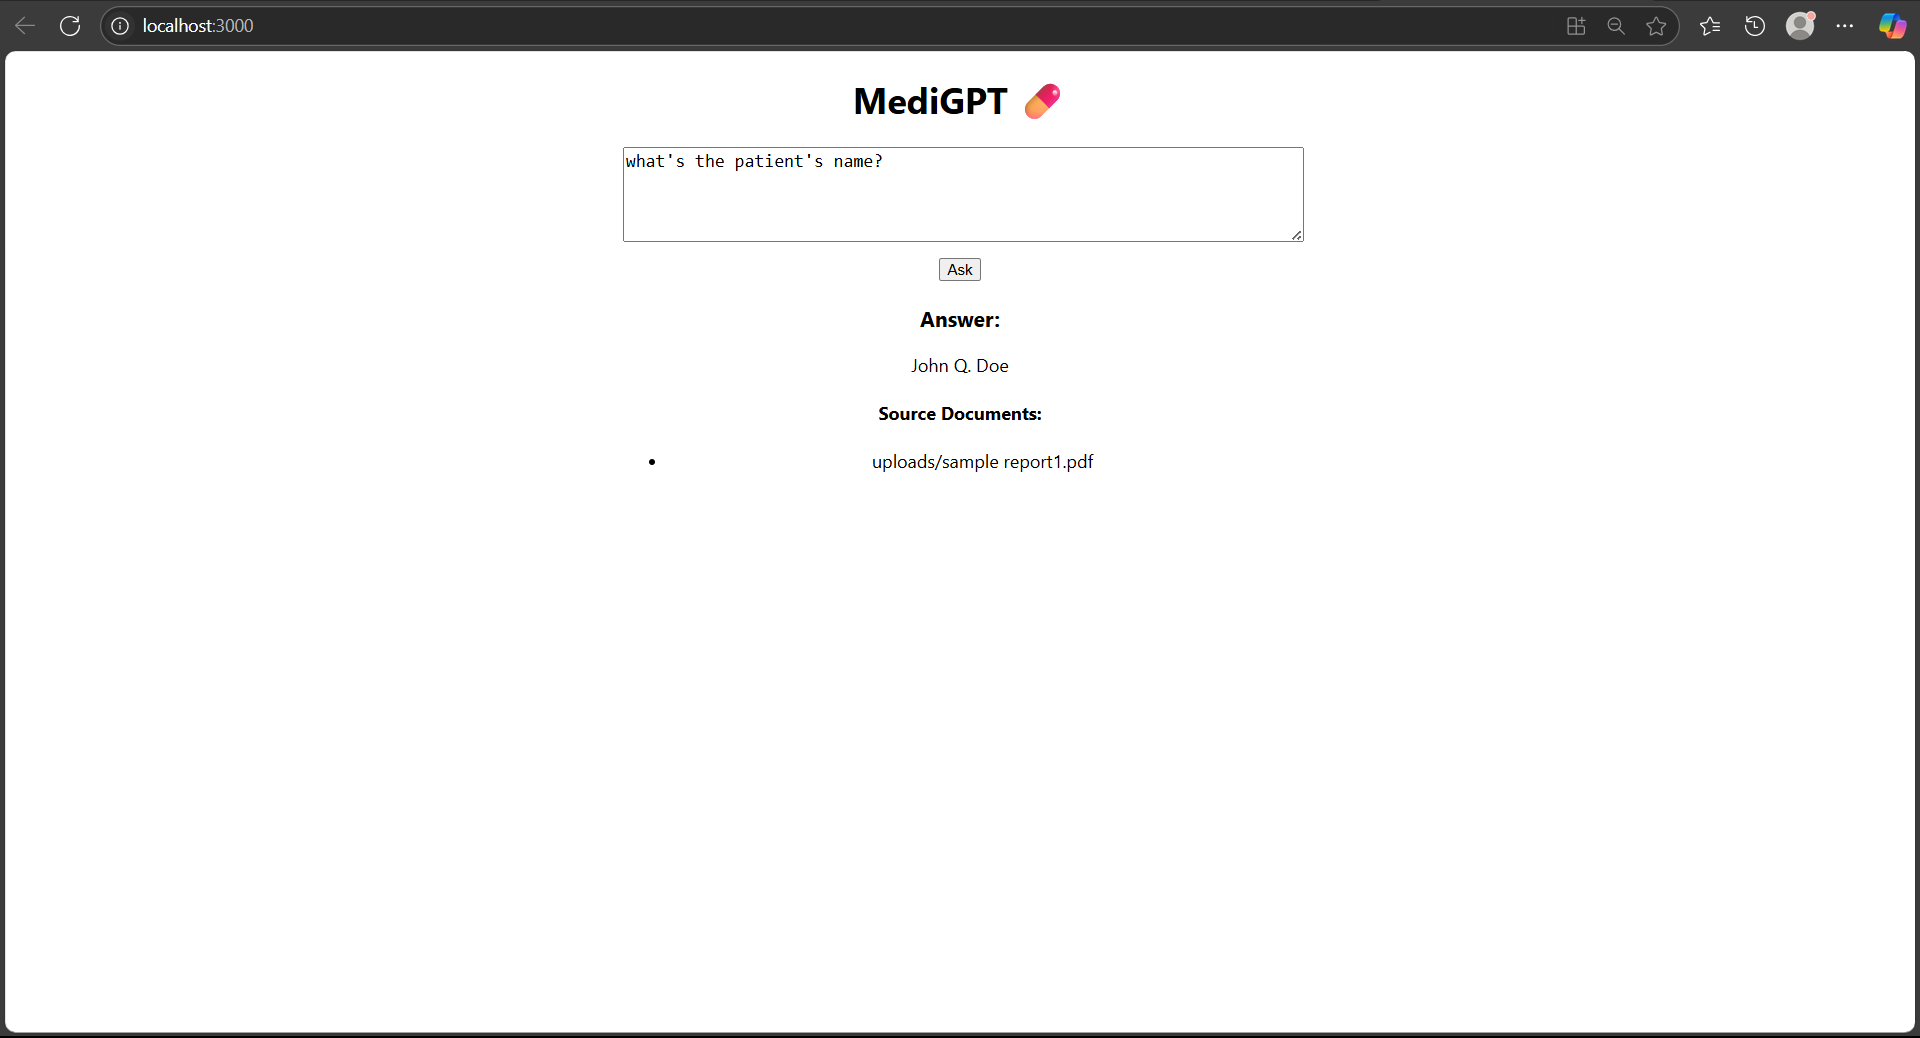 localhost:3000
MediGPT 💊
what's the patient's name?
Ask
Answer:
John Q. Doe
Source Documents:
• uploads/sample report1.pdf